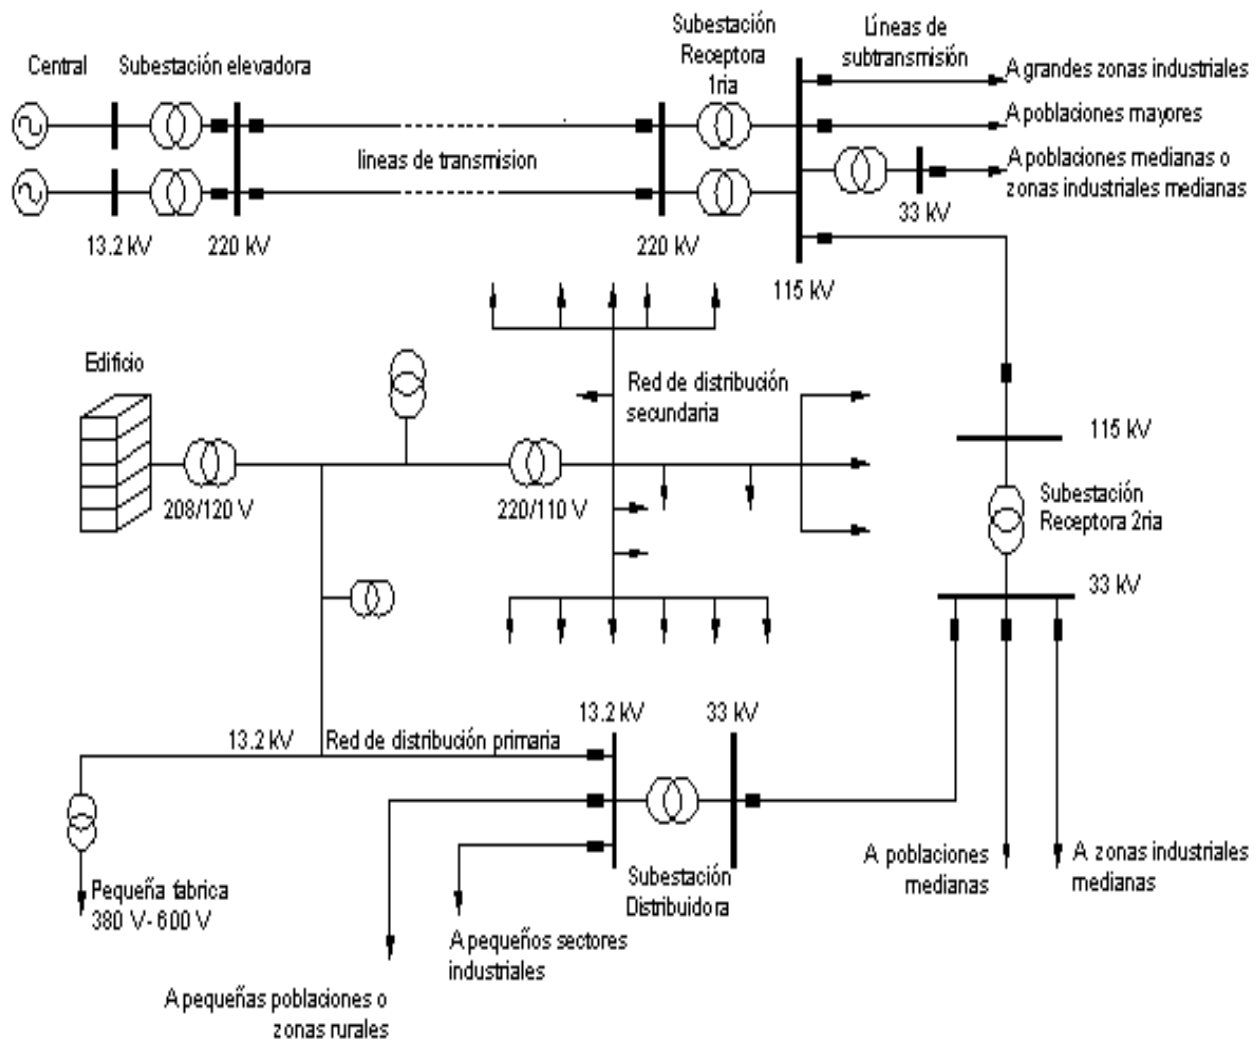 Central
Subestación elevadora
Subestación
Receptora
1ria
Líneas de
subtransmisión
A grandes zonas industriales
A poblaciones mayores
A poblaciones medianas o
zonas industriales medianas
lineas de transmision
13.2 kV
220 kV
220 kV
33 kV
115 kV
Edificio
Red de distribución
secundaria
115 kV
208/120 V
220/110 V
Subestación
Receptora 2ria
33 kV
13.2 kV
33 kV
13.2 kV
Red de distribución primaria
Pequeña fabrica
380 V- 600 V
Subestación
Distribuidora
A poblaciones
medianas
A zonas industriales
medianas
A pequeños sectores
industriales
A pequeñas poblaciones o
zonas rurales